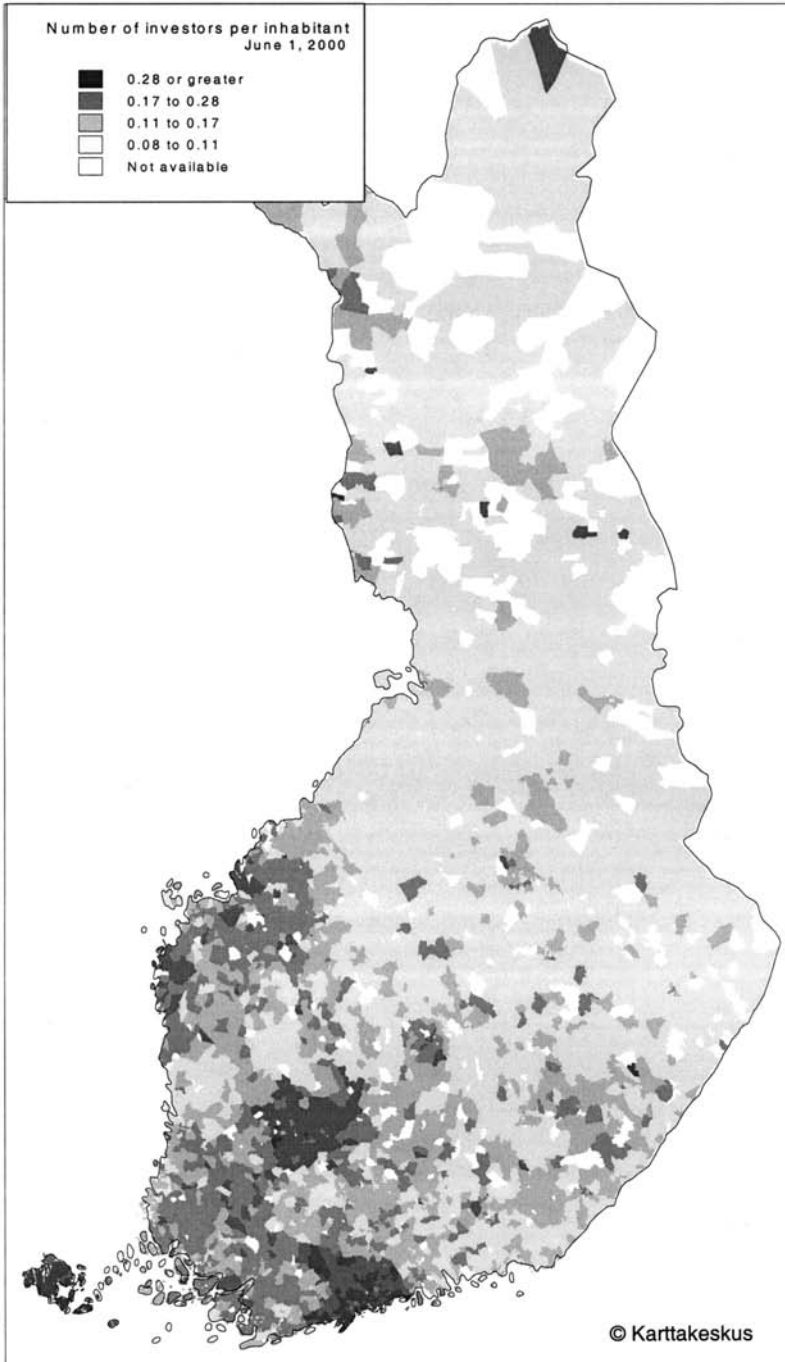 Number of investors per inhabitant
June 1, 2000
0.28 or greater
0.17 to 0.28
0.11 to 0.17
0.08 to 0.11
Not available
© Karttakeskus